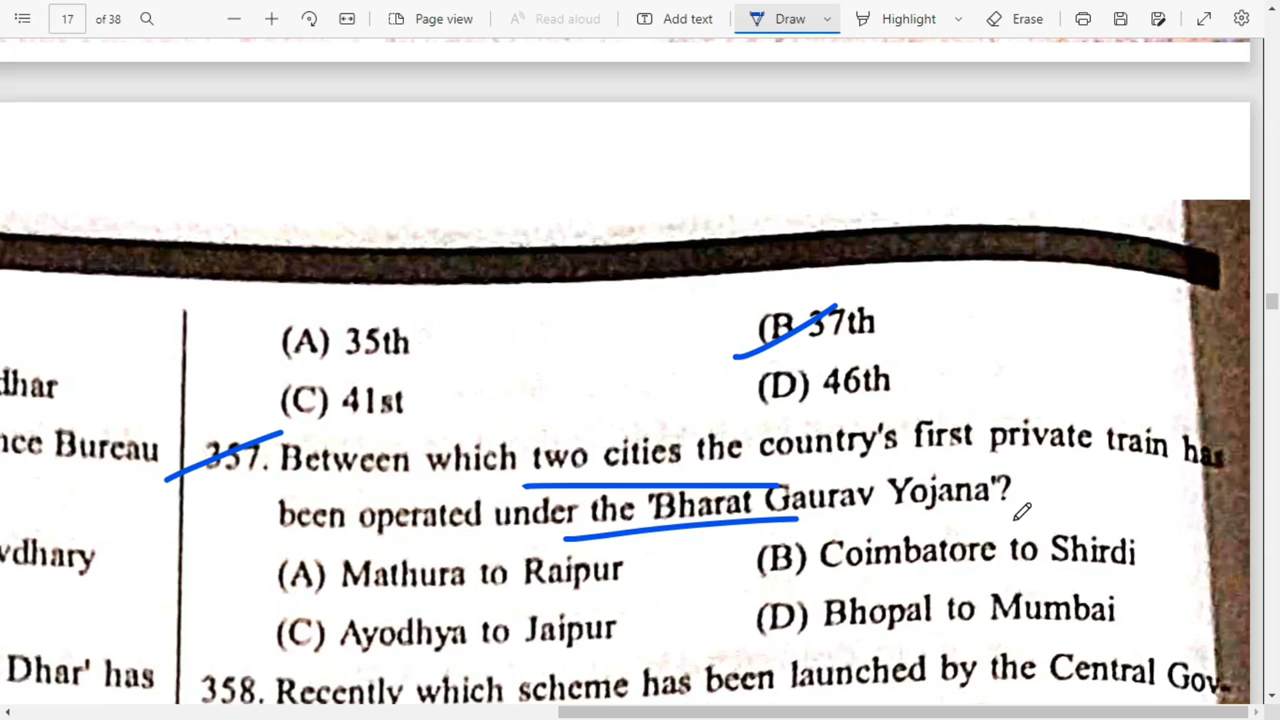 17 of 38 Page view Read aloud Add text Draw Highlight Erase
(A) 35th (B 37th
(C) 41st (D) 46th
357. Between which two cities the country's first private train has
been operated under the 'Bharat Gaurav Yojana'?
(A) Mathura to Raipur (B) Coimbatore to Shirdi
(C) Ayodhya to Jaipur (D) Bhopal to Mumbai
358. Recently which scheme has been launched by the Central Gov-
dhar
nce Bureau
wdhary
Dhar' has